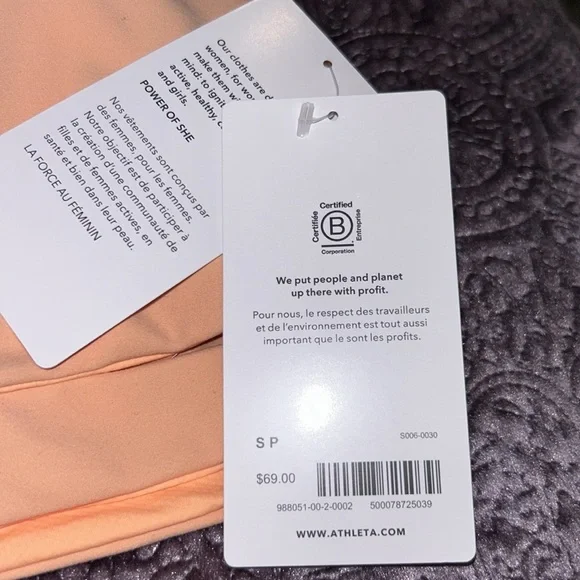 Our clothes are d
women, for wo
make them wi
mind: to igni
active, healthy, c
and girls.
POWER OF SHE
Nos vêtements sont conçus par
des femmes, pour les femmes.
Notre objectif est de participer à
la création d'une communauté de
filles et de femmes actives, en
santé et bien dans leur peau.
LA FORCE AU FÉMININ
Certified
Certifiée
B
Entreprise
Corporation
We put people and planet
up there with profit.
Pour nous, le respect des travailleurs
et de l'environnement est tout aussi
important que le sont les profits.
S P
S006-0030
$69.00
988051-00-2-0002 500078725039
WWW.ATHLETA.COM